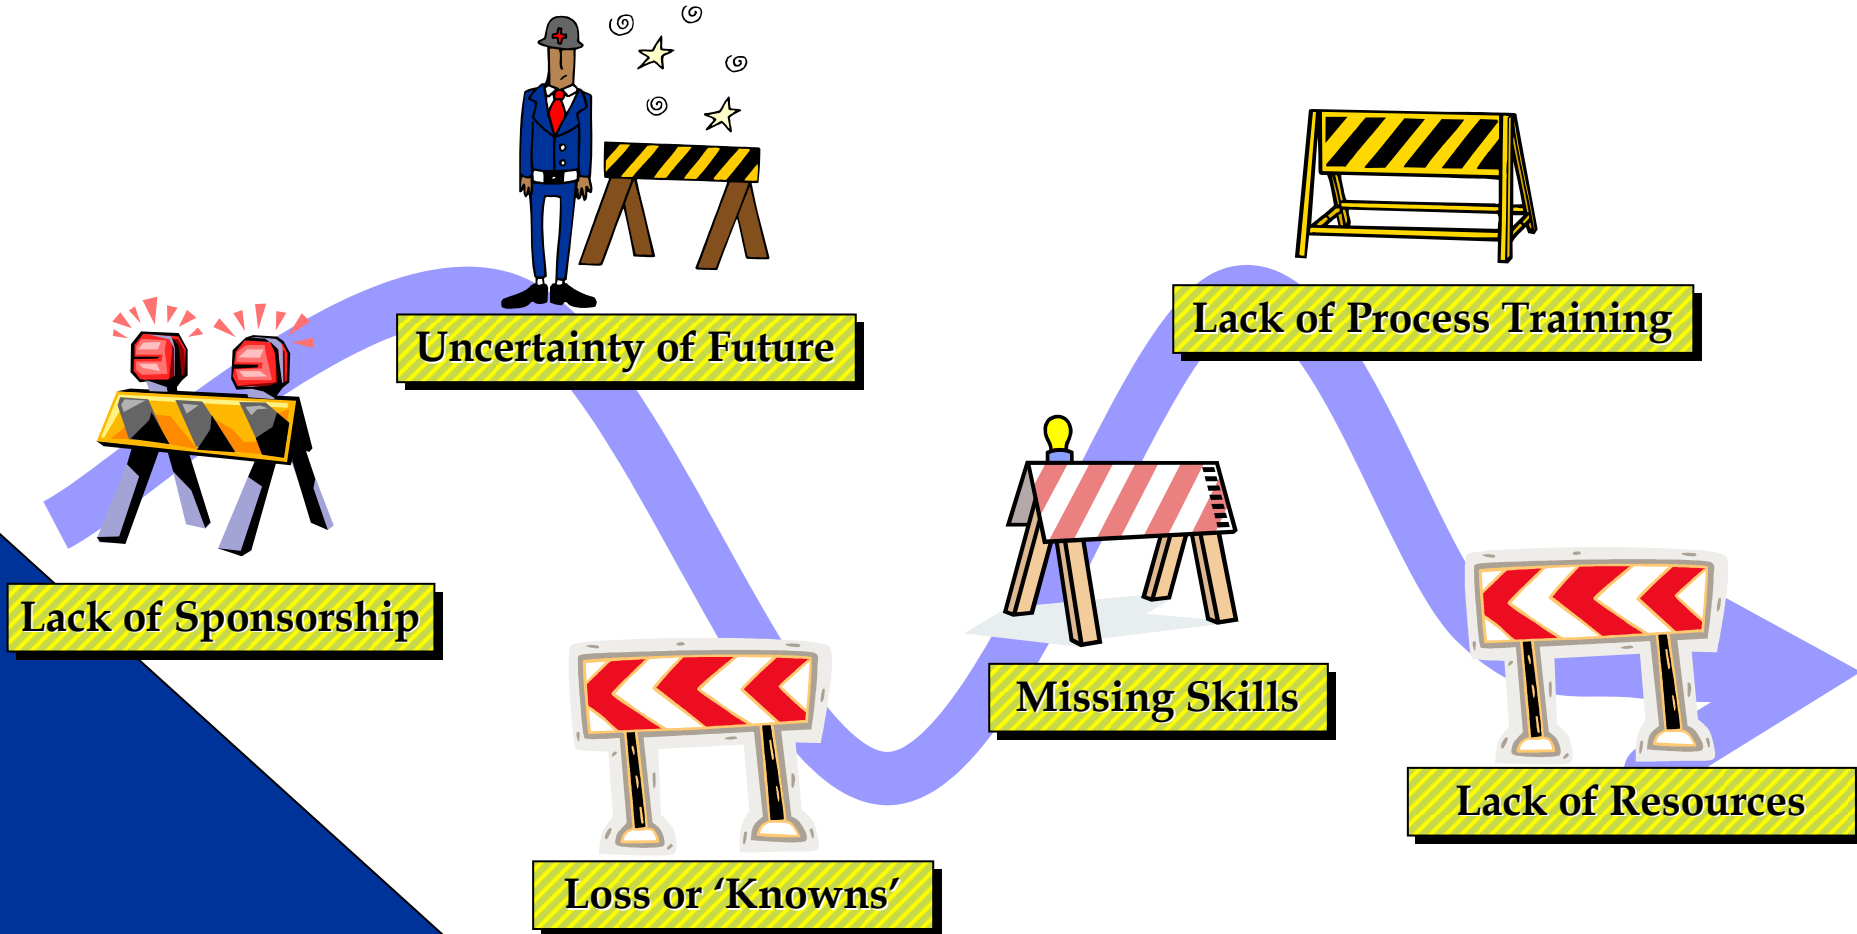 Lack of Sponsorship
Uncertainty of Future
Loss or ‘Knowns’
Missing Skills
Lack of Process Training
Lack of Resources